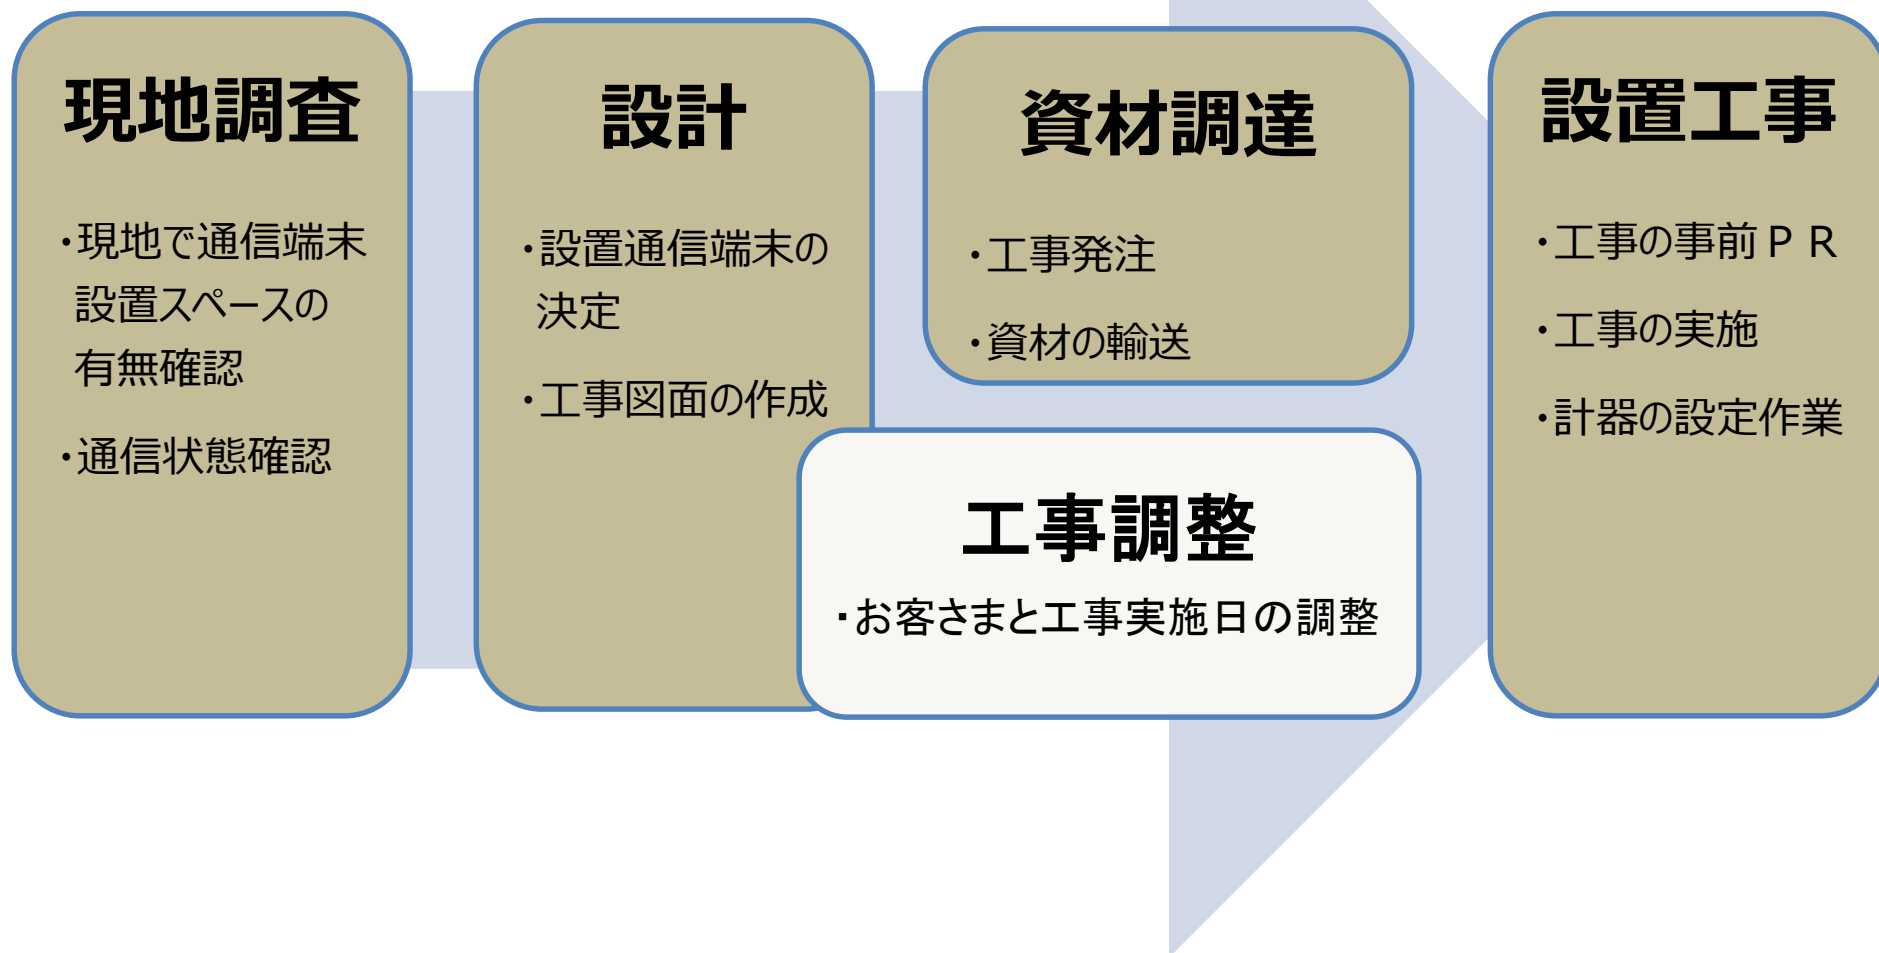 現地調査
・現地で通信端末
設置スペースの
有無確認
・通信状態確認
設計
・設置通信端末の
決定
・工事図面の作成
資材調達
・工事発注
・資材の輸送
工事調整
・お客さまと工事実施日の調整
設置工事
・工事の事前ＰＲ
・工事の実施
・計器の設定作業